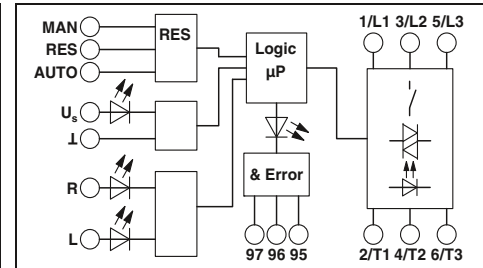 MAN
RES
AUTO
RES
Us
⊥
R
L
Logic
µP
& Error
97 96 95
1/L1 3/L2 5/L3
2/T1 4/T2 6/T3